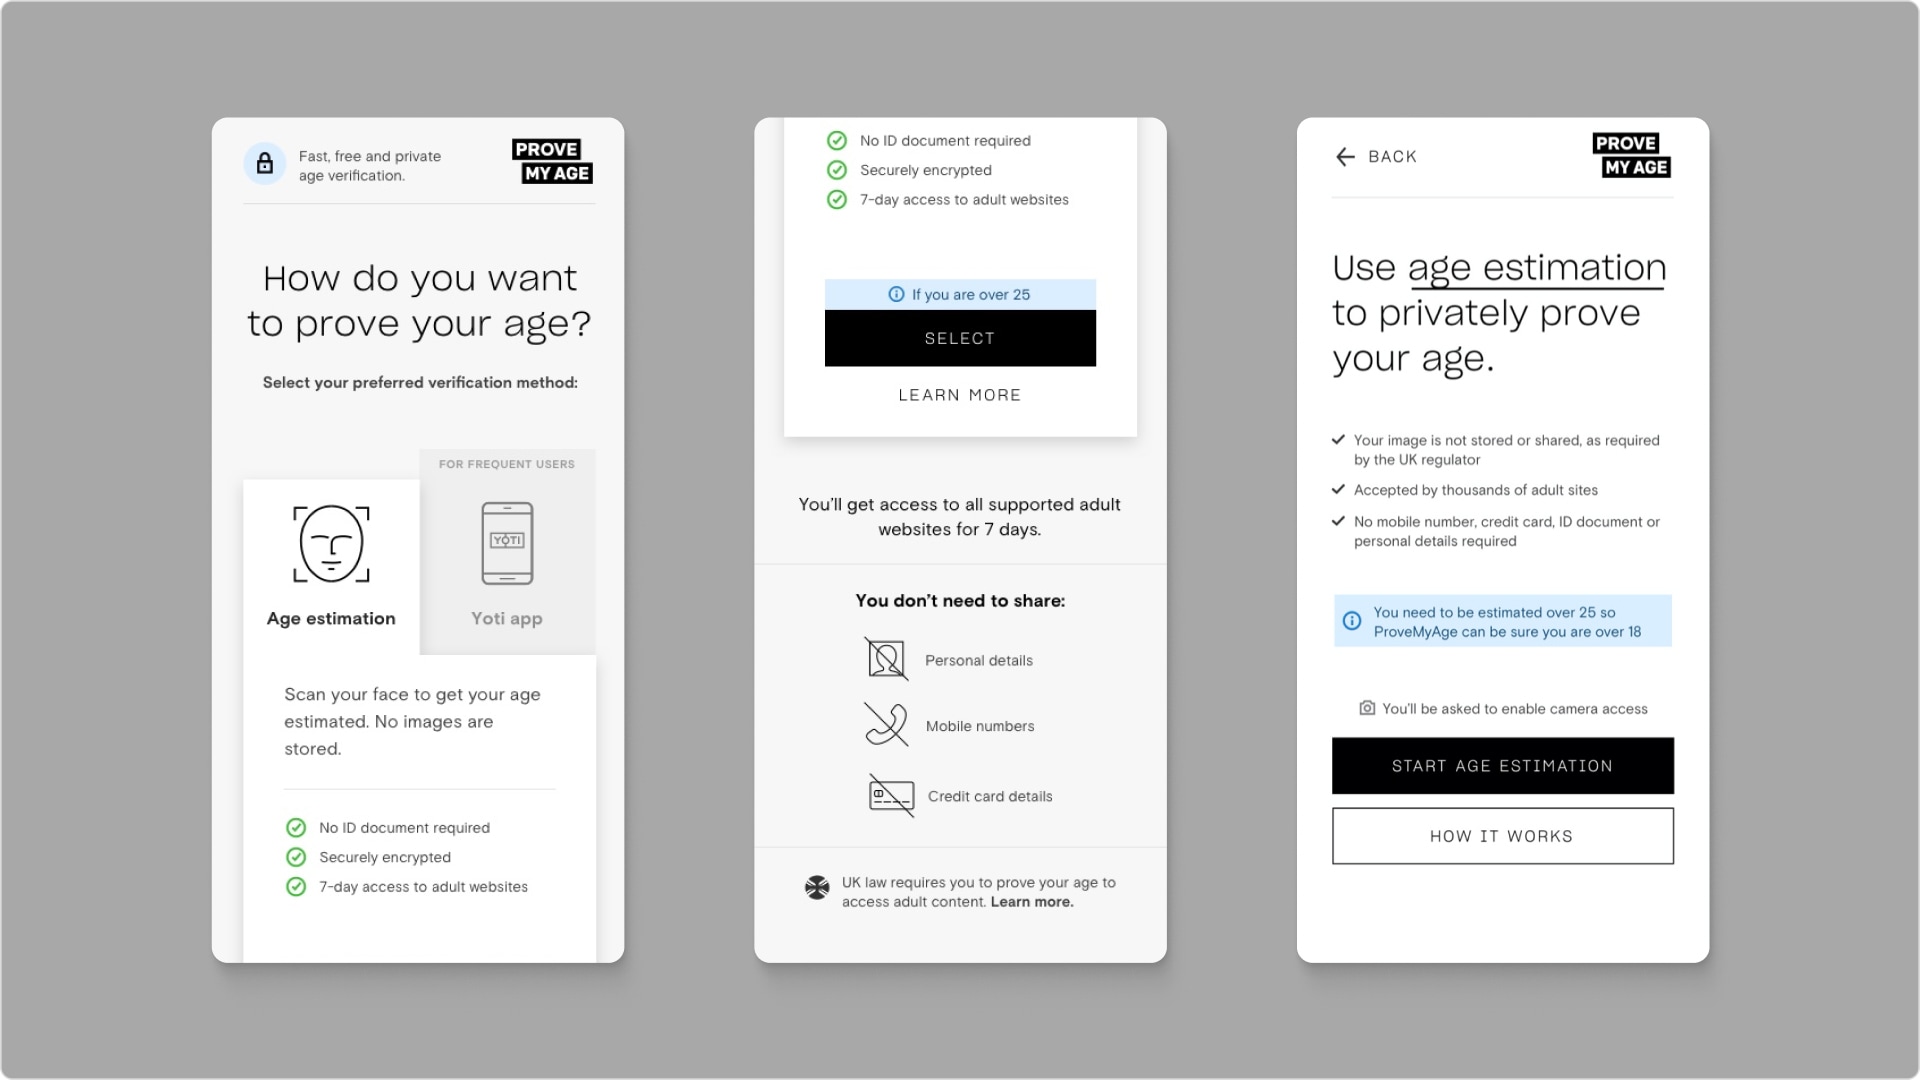 Fast, free and private
age verification.
PROVE
MY AGE
How do you want
to prove your age?
Select your preferred verification method:
FOR FREQUENT USERS
YOTI
Age estimation
Yoti app
Scan your face to get your age
estimated. No images are
stored.
No ID document required
Securely encrypted
7-day access to adult websites
No ID document required
Securely encrypted
7-day access to adult websites
If you are over 25
SELECT
LEARN MORE
You’ll get access to all supported adult
websites for 7 days.
You don’t need to share:
Personal details
Mobile numbers
Credit card details
UK law requires you to prove your age to
access adult content. Learn more.
BACK
PROVE
MY AGE
Use age estimation
to privately prove
your age.
Your image is not stored or shared, as required
by the UK regulator
Accepted by thousands of adult sites
No mobile number, credit card, ID document or
personal details required
You need to be estimated over 25 so
ProveMyAge can be sure you are over 18
You’ll be asked to enable camera access
START AGE ESTIMATION
HOW IT WORKS